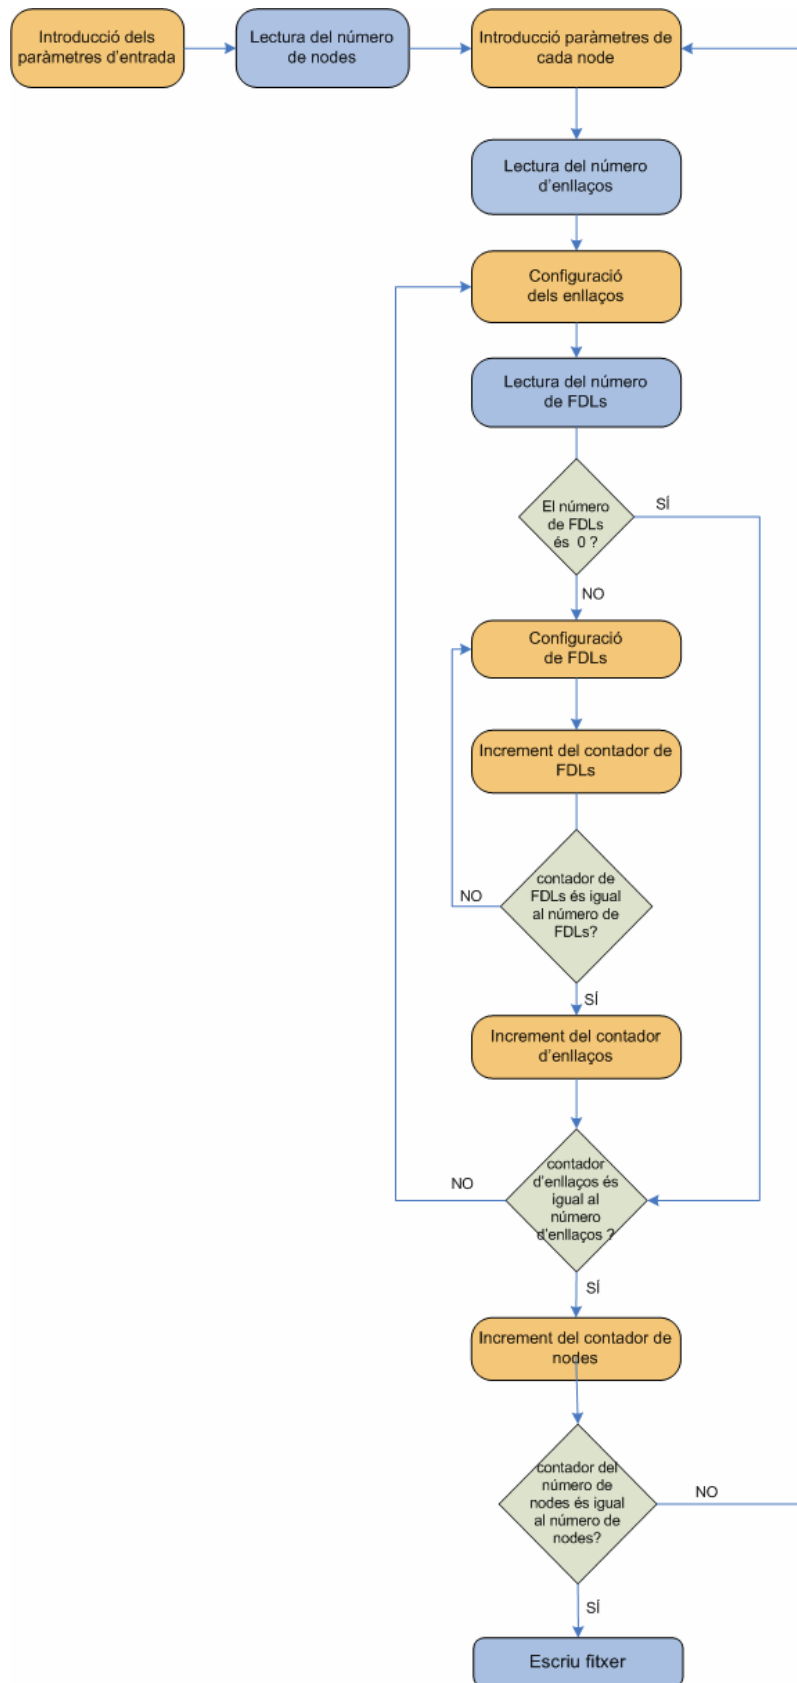 Introducció dels
paràmetres d'entrada
Lectura del número
de nodes
Introducció paràmetres de
cada node
Lectura del número
d'enllaços
Configuració
dels enllaços
Lectura del número
de FDLs
El número
de FDLs
és 0 ?
SÍ
NO
Configuració
de FDLs
Increment del contador de
FDLs
contador de
FDLs és igual
al número de
FDLs?
NO
SÍ
Increment del contador
d'enllaços
contador
d'enllaços és
igual al
número
d'enllaços ?
NO
SÍ
Increment del contador de
nodes
contador del
número de
nodes és igual
al número de
nodes?
NO
SÍ
Escriu fitxer